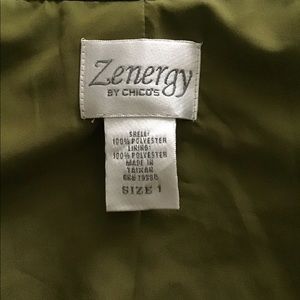 Zenergy
BY CHICO'S
SHELL:
100% POLYESTER
LINING:
100% POLYESTER
MADE IN
TAIWAN
SIZE 1